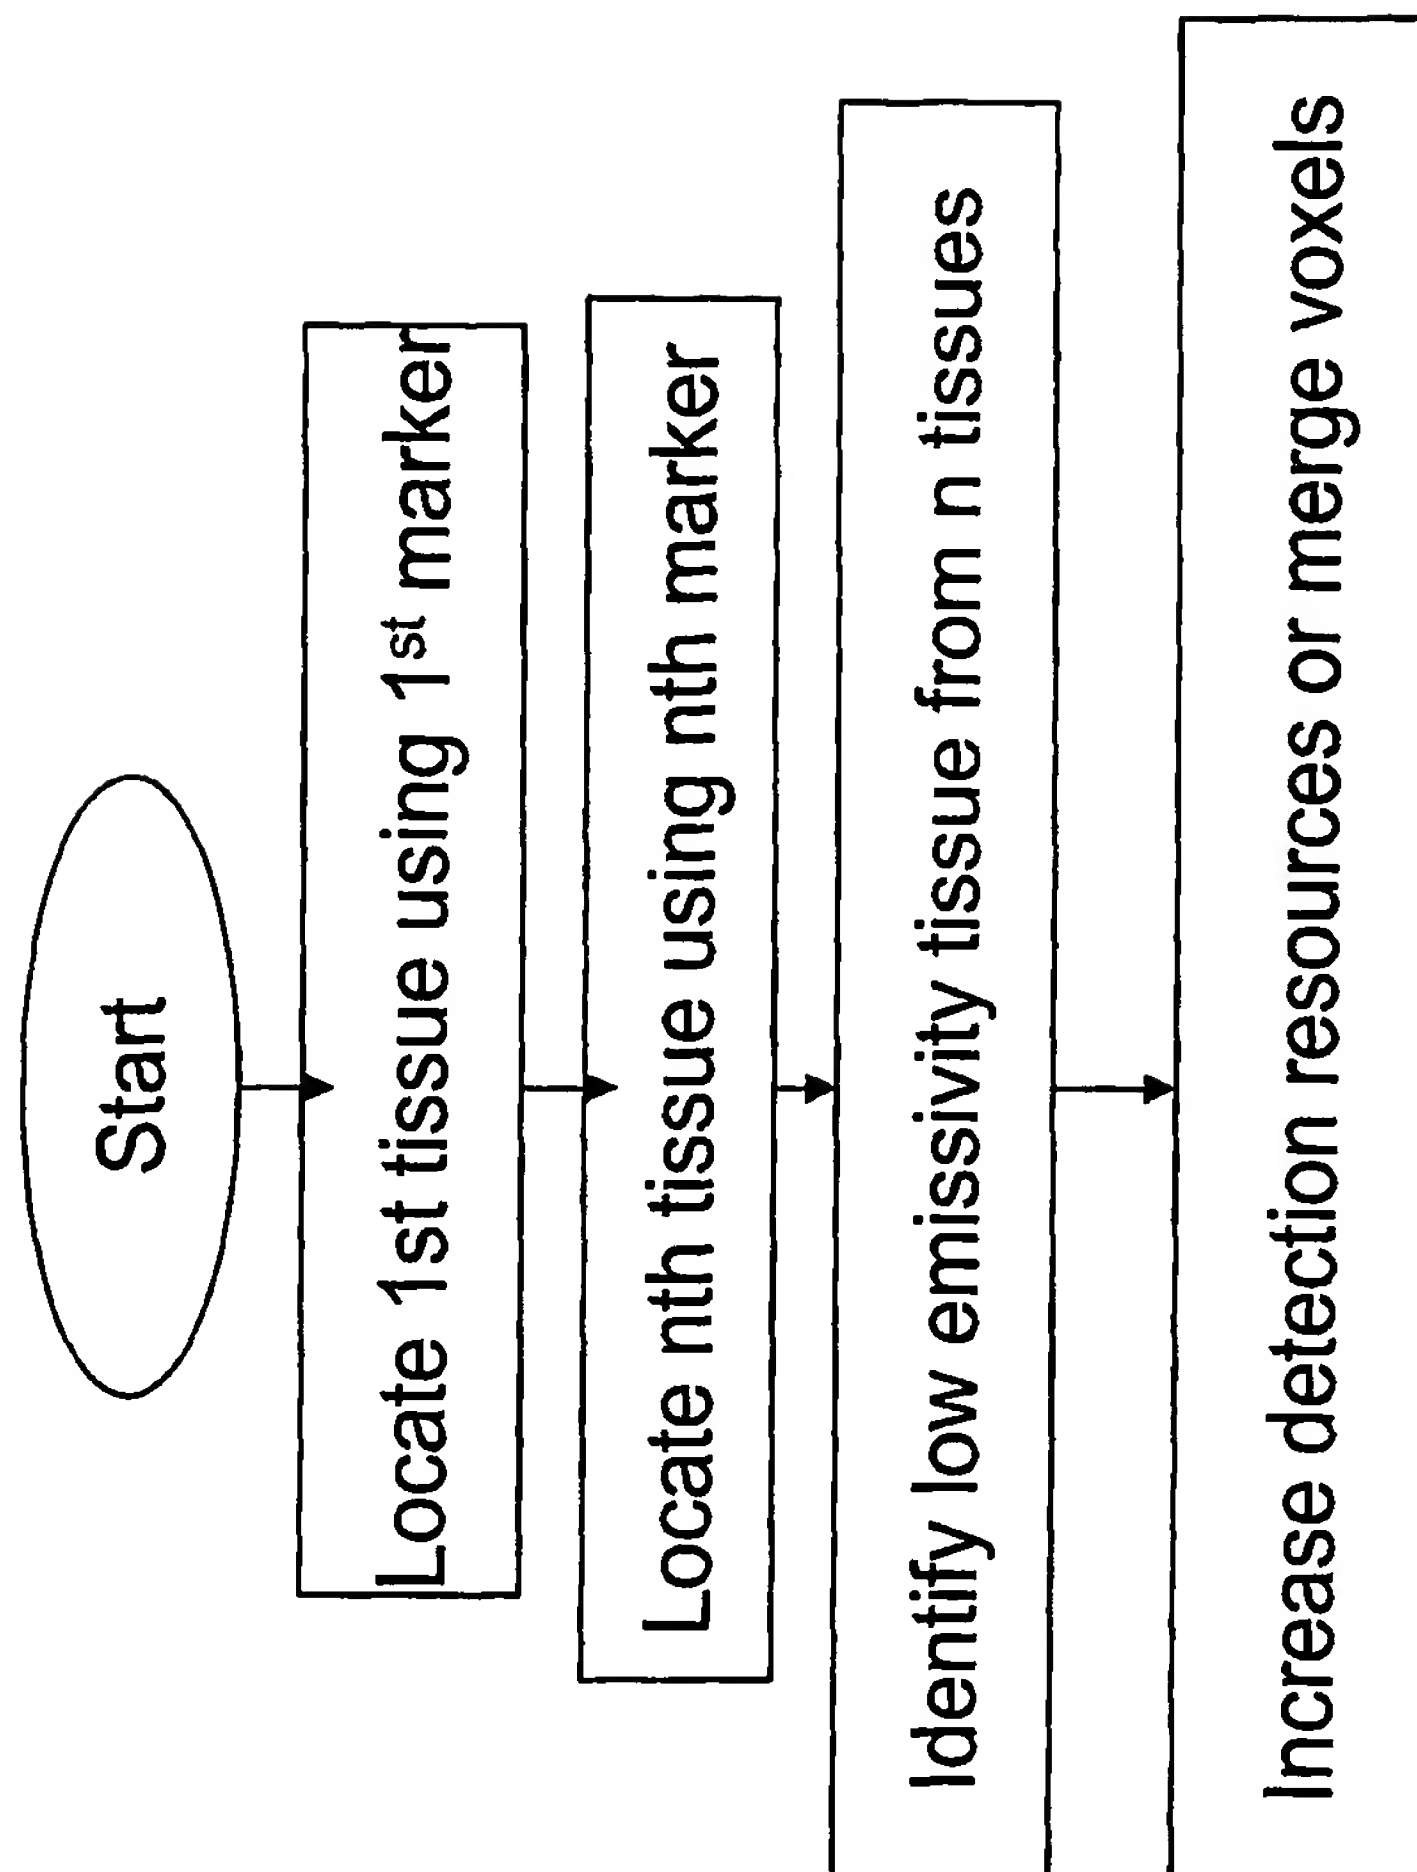 Start
Locate 1st tissue using 1st marker
Locate nth tissue using nth marker
Identify low emissivity tissue from n tissues
Increase detection resources or merge voxels